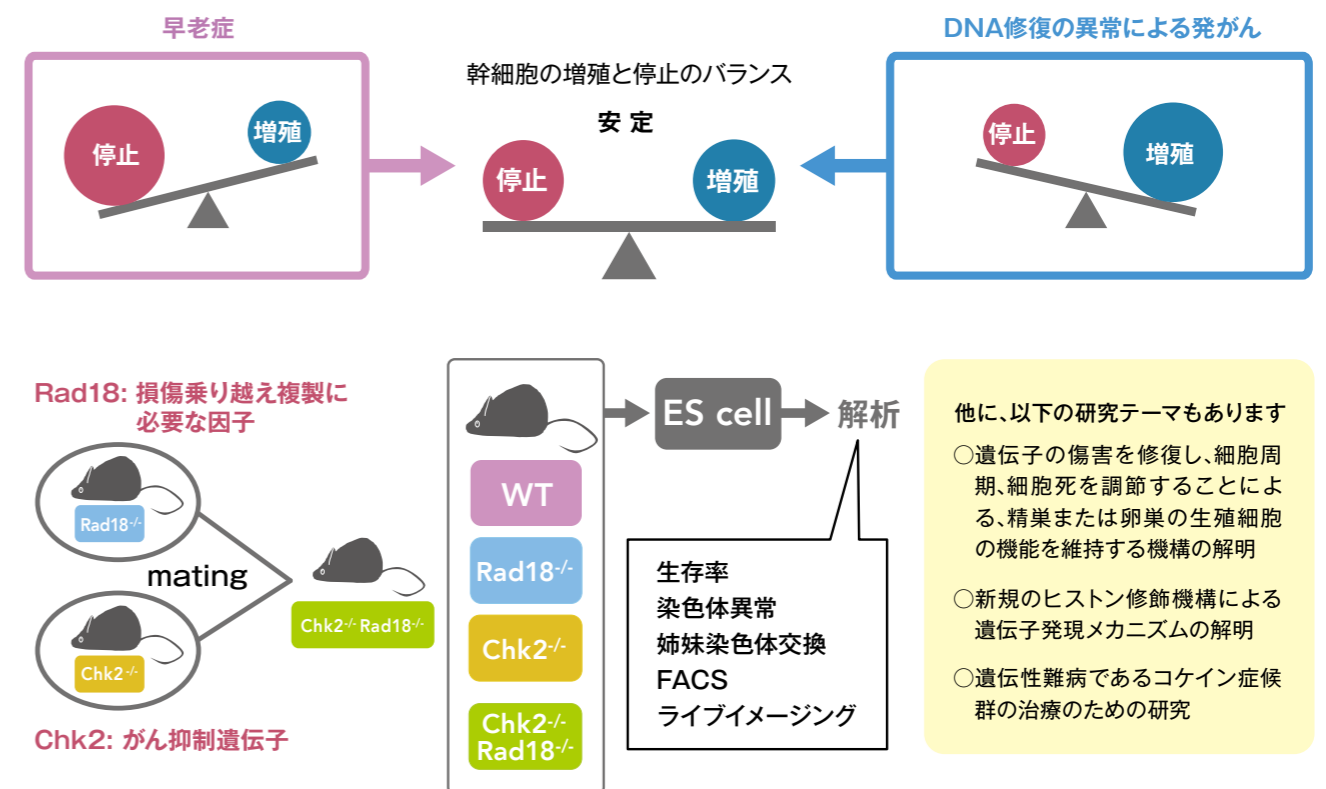 早老症
停止
増殖
幹細胞の増殖と停止のバランス
安 定
停止
増殖
DNA修復の異常による発がん
停止
増殖
Rad18: 損傷乗り越え複製に
必要な因子
Rad18-/-
mating
Chk2-/-
Chk2: がん抑制遺伝子
Chk2-/- Rad18-/-
WT
Rad18-/-
Chk2-/-
Chk2-/-
Rad18-/-
ES cell
解析
生存率
染色体異常
姉妹染色体交換
FACS
ライブイメージング
他に、以下の研究テーマもあります
○遺伝子の傷害を修復し、細胞周
期、細胞死を調節することによ
る、精巣または卵巣の生殖細胞
の機能を維持する機構の解明
○新規のヒストン修飾機構による
遺伝子発現メカニズムの解明
○遺伝性難病であるコケイン症候
群の治療のための研究